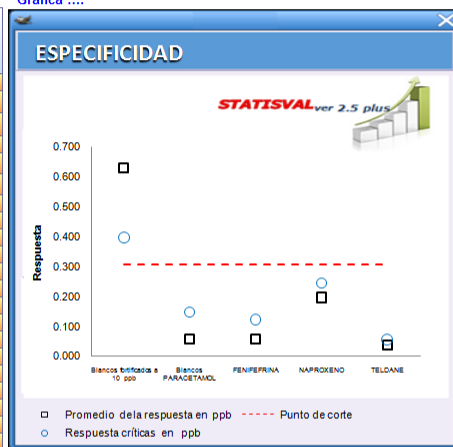 Gráfica ....
ESPECIFICIDAD
STATISVAL ver 2.5 plus
0.700
0.600
0.500
0.400
0.300
0.200
0.100
0.000
Respuesta
Blancos fortificados a
10 ppb
Blancos
PARACETAMOL
FENIFEFRINA
NAPROXENO
TELDANE
Promedio dela respuesta en ppb
Punto de corte
Respuesta críticas en ppb